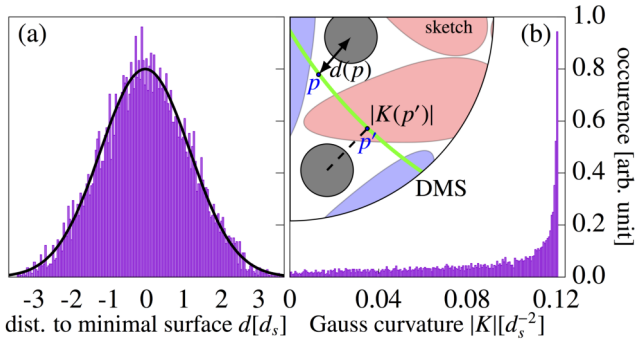 (a)
(b)
sketch
d(p)
p
|K(p′)|
p′
DMS
1.0
0.8
0.6
0.4
0.2
0.0
occurence [arb. unit]
-3 -2 -1 0 1 2 3
0 0.04 0.08 0.12
dist. to minimal surface d[dₛ]
Gauss curvature |K|[dₛ⁻²]